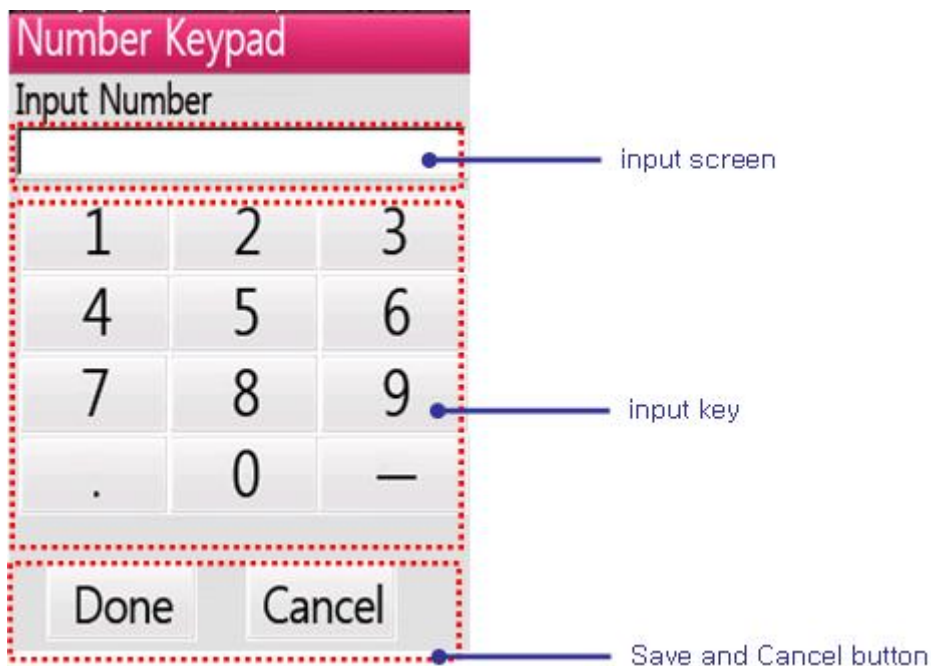 Number Keypad
Input Number
input screen
1 2 3
4 5 6
7 8 9
input key
. 0 —
Done Cancel
Save and Cancel button